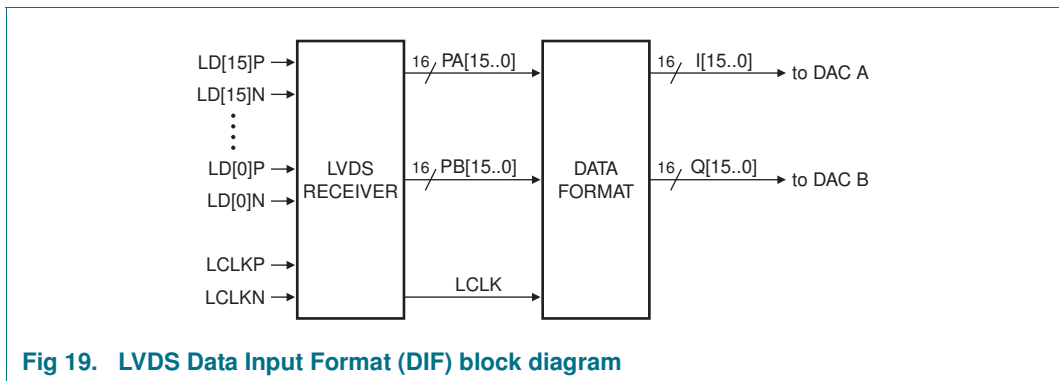 LD[15]P
LD[15]N
LD[0]P
LD[0]N
LCLKP
LCLKN
LVDS
RECEIVER
16 PA[15..0]
16 PB[15..0]
LCLK
DATA
FORMAT
16 I[15..0]
to DAC A
16 Q[15..0]
to DAC B
Fig 19. LVDS Data Input Format (DIF) block diagram